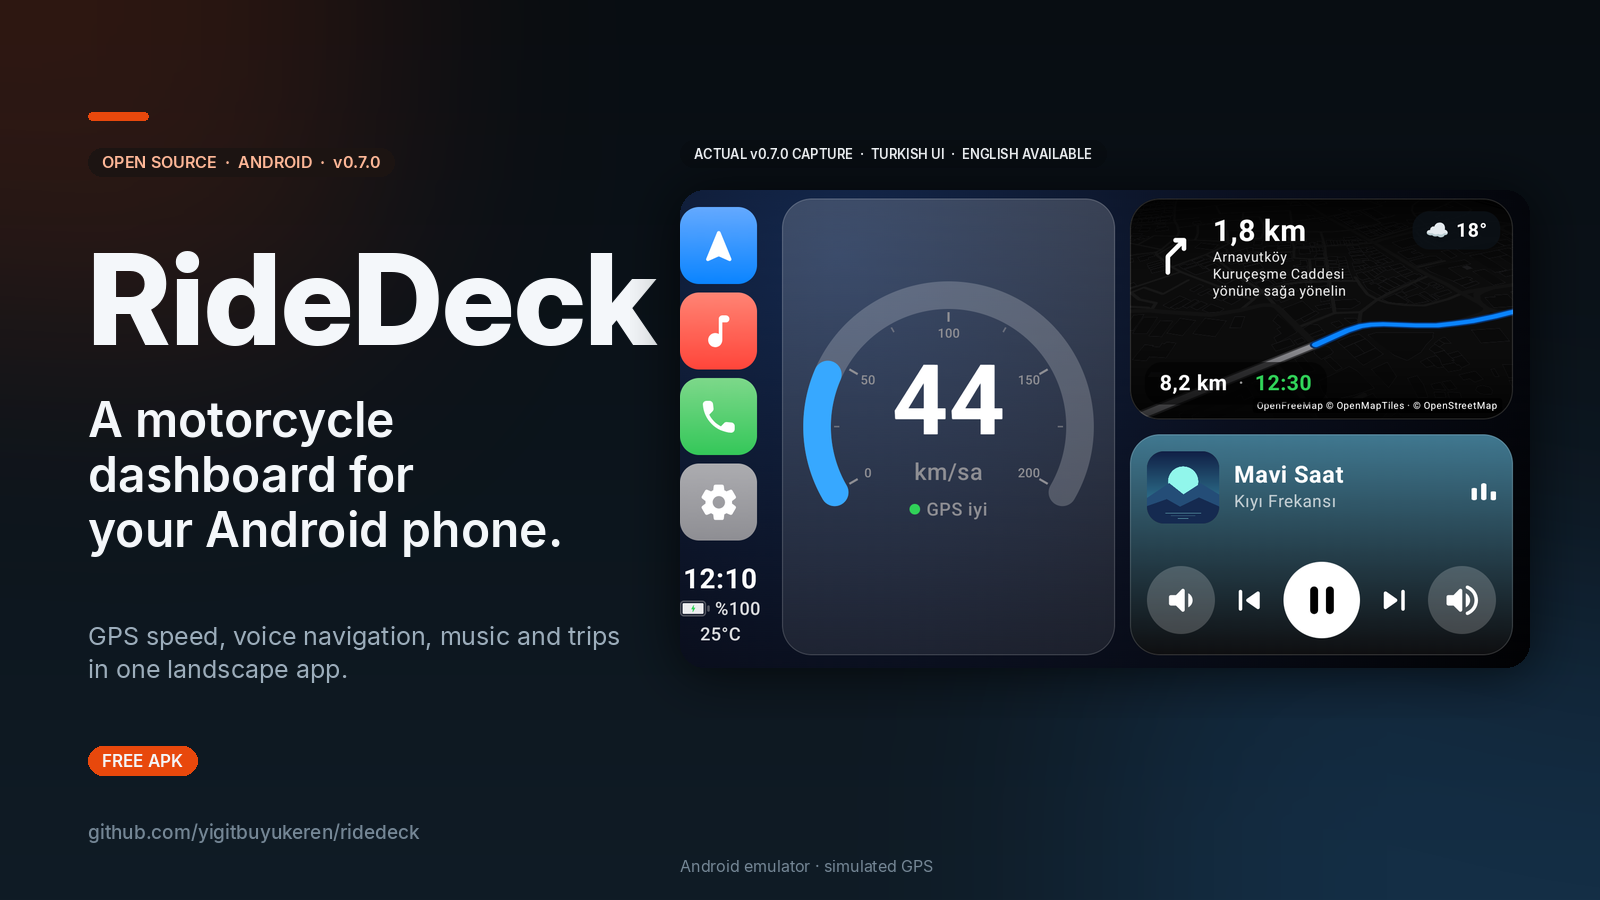 OPEN SOURCE · ANDROID · v0.7.0
RideDeck
A motorcycle
dashboard for
your Android phone.
GPS speed, voice navigation, music and trips
in one landscape app.
FREE APK
github.com/yigitbuyukeren/ridedeck
ACTUAL v0.7.0 CAPTURE · TURKISH UI · ENGLISH AVAILABLE
12:10
%100
25°C
0
50
100
150
200
44
km/sa
GPS iyi
1,8 km
Arnavutköy
Kuruçeşme Caddesi
yönüne sağa yönelin
18°
8,2 km · 12:30
OpenFreeMap © OpenMapTiles · © OpenStreetMap
Mavi Saat
Kıyı Frekansı
Android emulator · simulated GPS